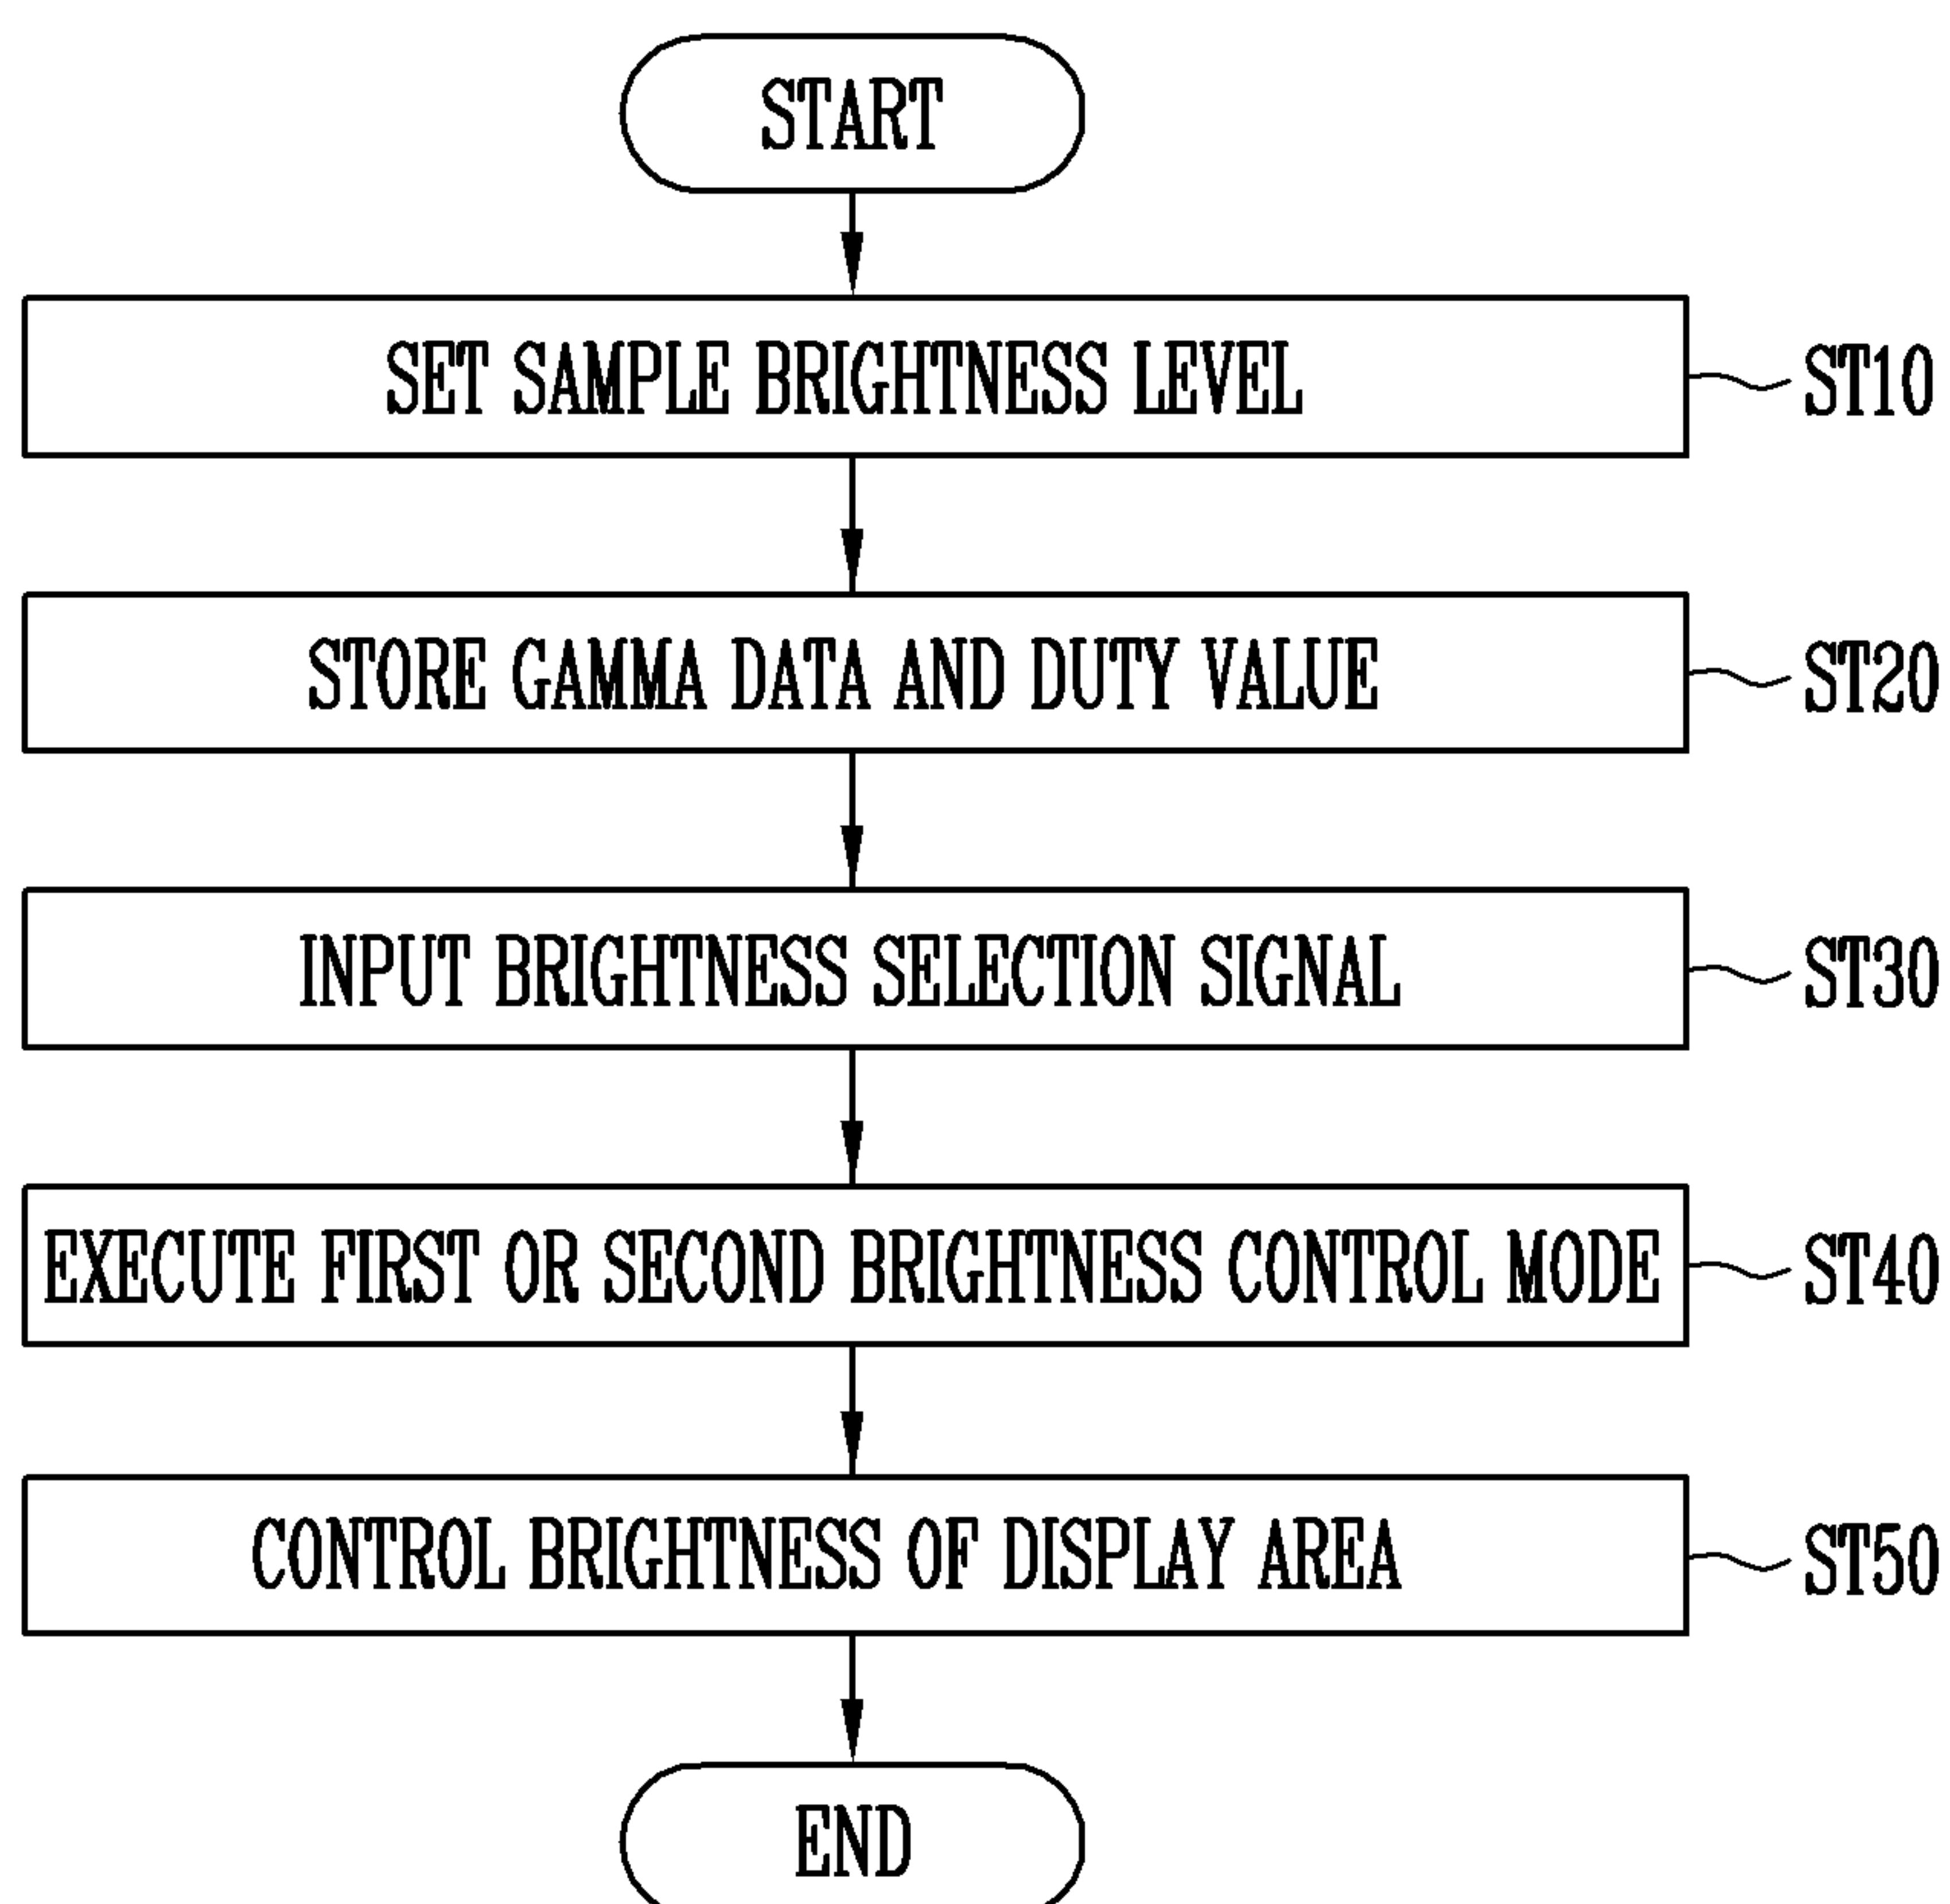 START
SET SAMPLE BRIGHTNESS LEVEL
ST10
STORE GAMMA DATA AND DUTY VALUE
ST20
INPUT BRIGHTNESS SELECTION SIGNAL
ST30
EXECUTE FIRST OR SECOND BRIGHTNESS CONTROL MODE
ST40
CONTROL BRIGHTNESS OF DISPLAY AREA
ST50
END